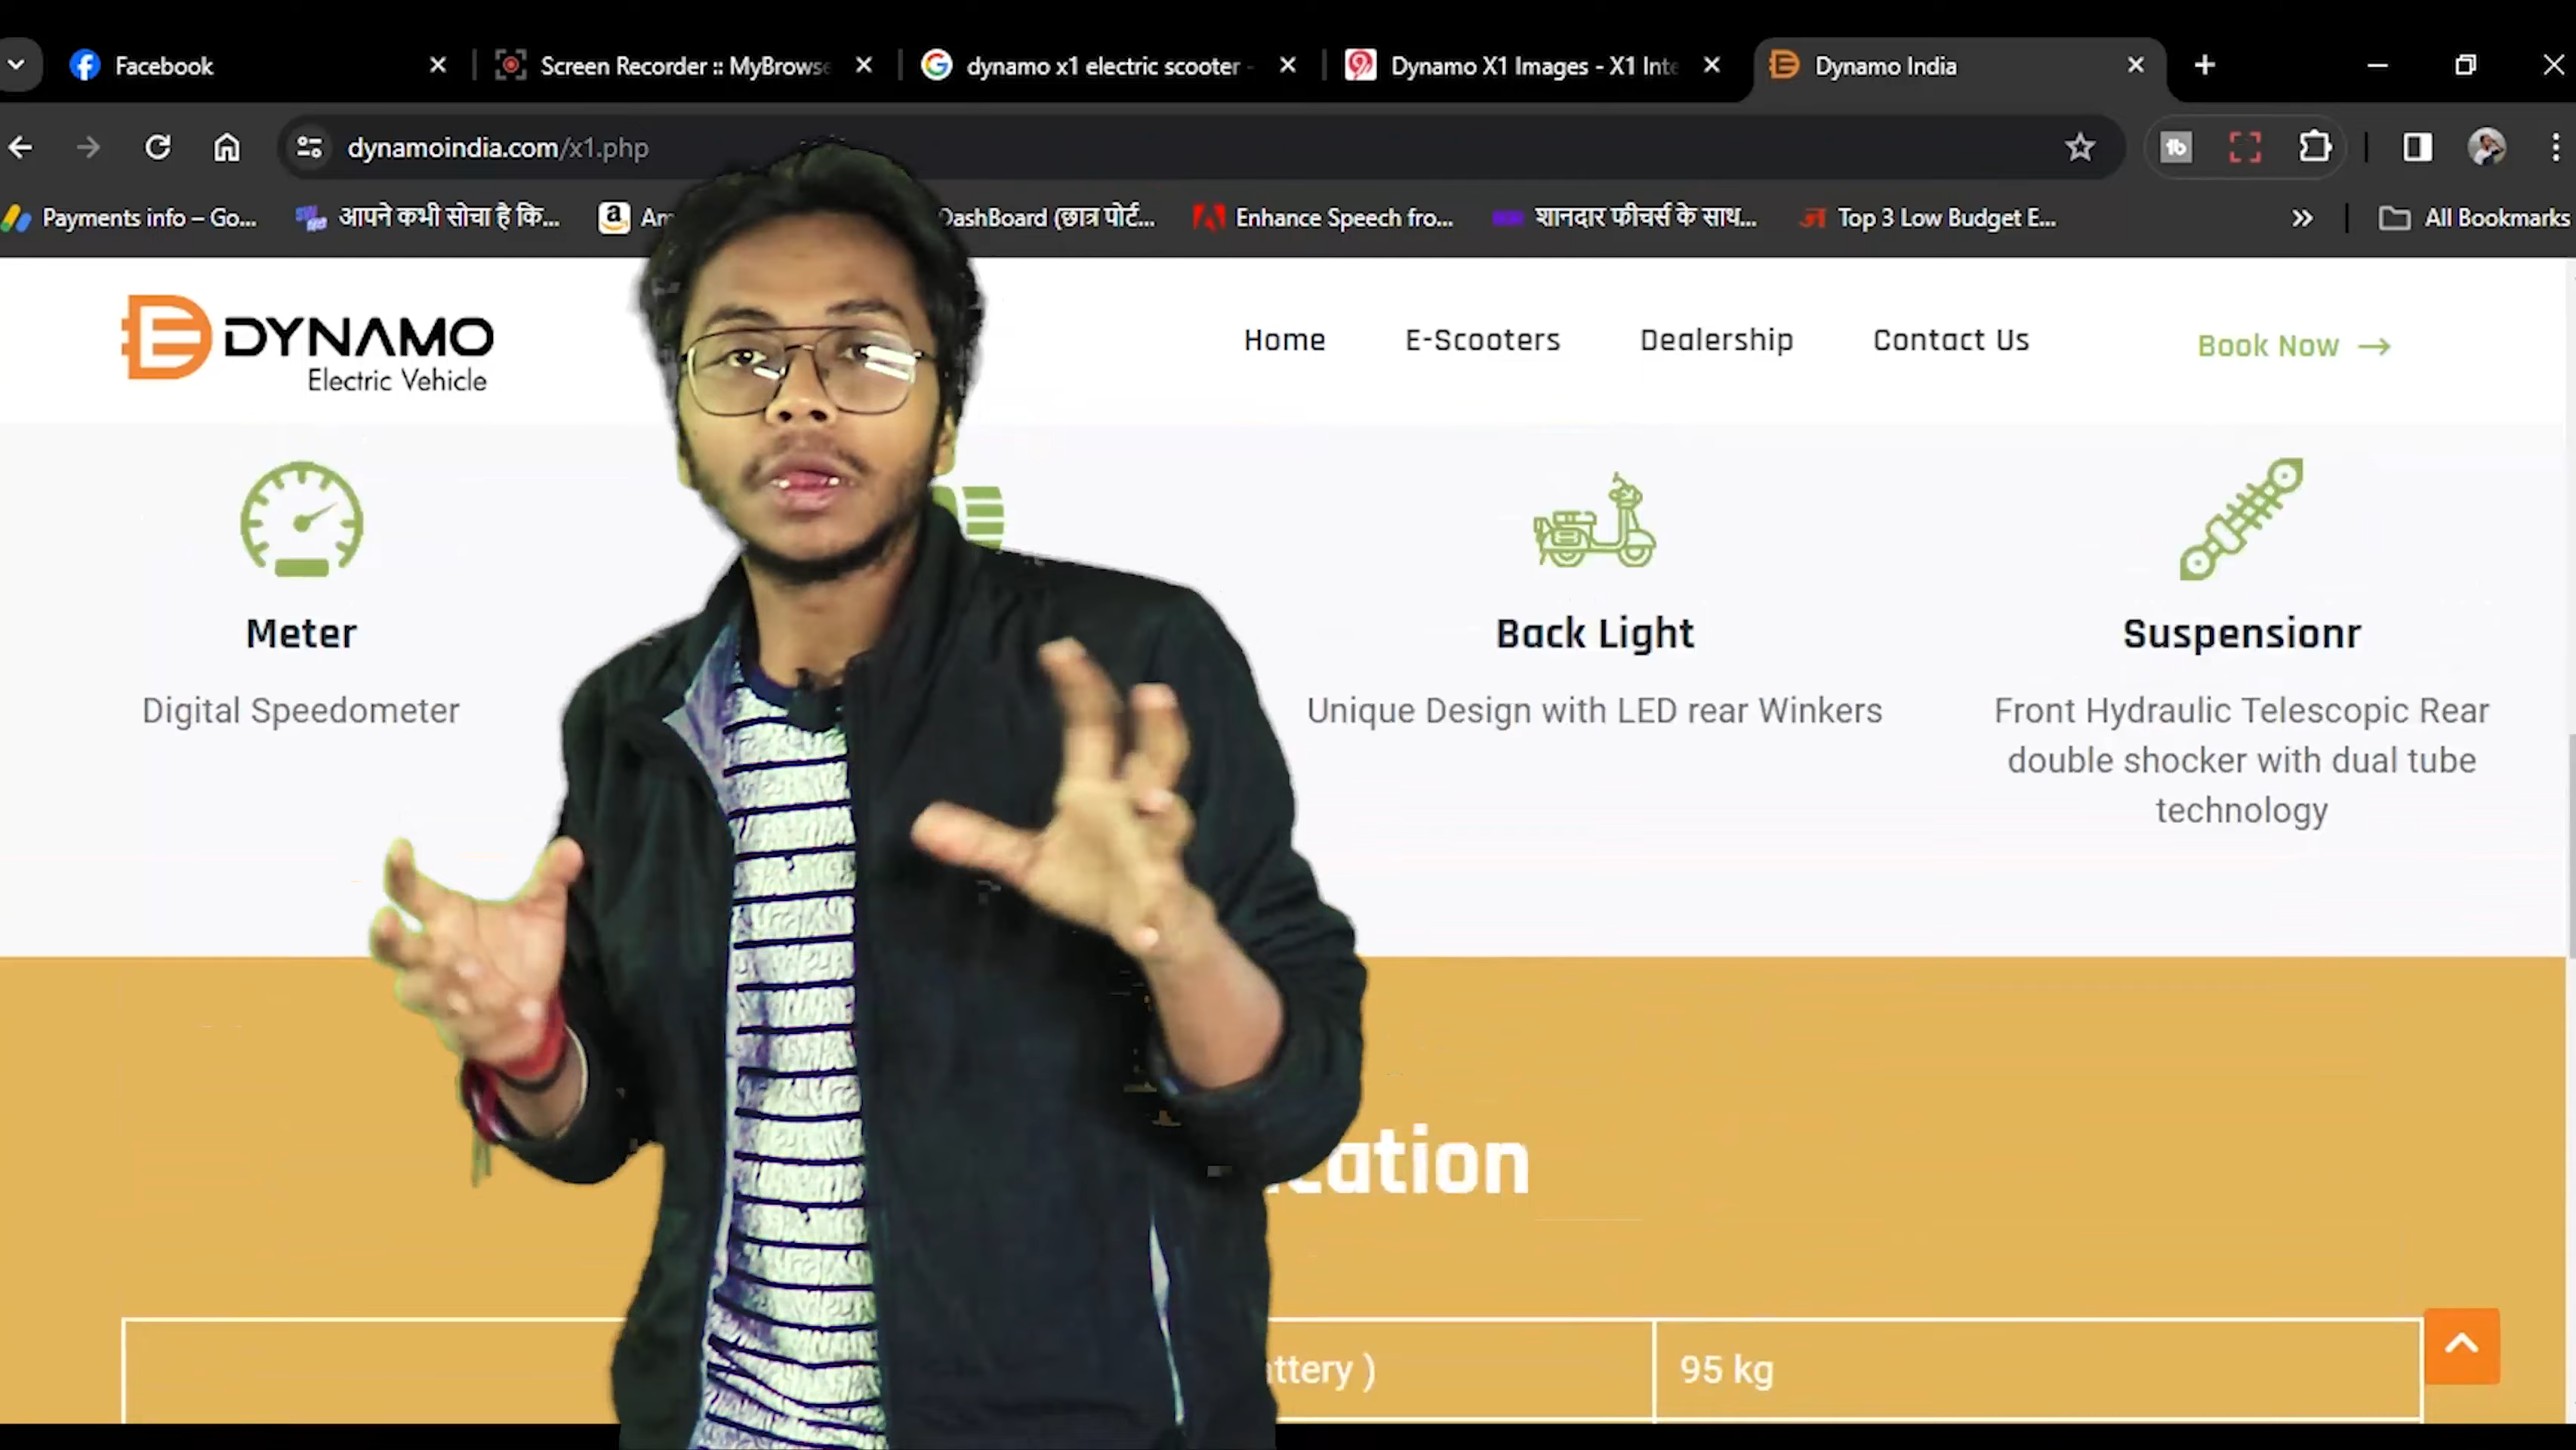 Facebook
Screen Recorder :: MyBrowse
dynamo x1 electric scooter -
Dynamo X1 Images - X1 Inte
Dynamo India
dynamoindia.com/x1.php
Payments info – Go...
आपने कभी सोचा है कि...
DashBoard (छात्र पोर्ट...
Enhance Speech fro...
शानदार फीचर्स के साथ...
Top 3 Low Budget E...
All Bookmarks
DYNAMO
Electric Vehicle
Home
E-Scooters
Dealership
Contact Us
Book Now →
Meter
Back Light
Suspensionr
Digital Speedometer
Unique Design with LED rear Winkers
Front Hydraulic Telescopic Rear
double shocker with dual tube
technology
cation
ttery )
95 kg